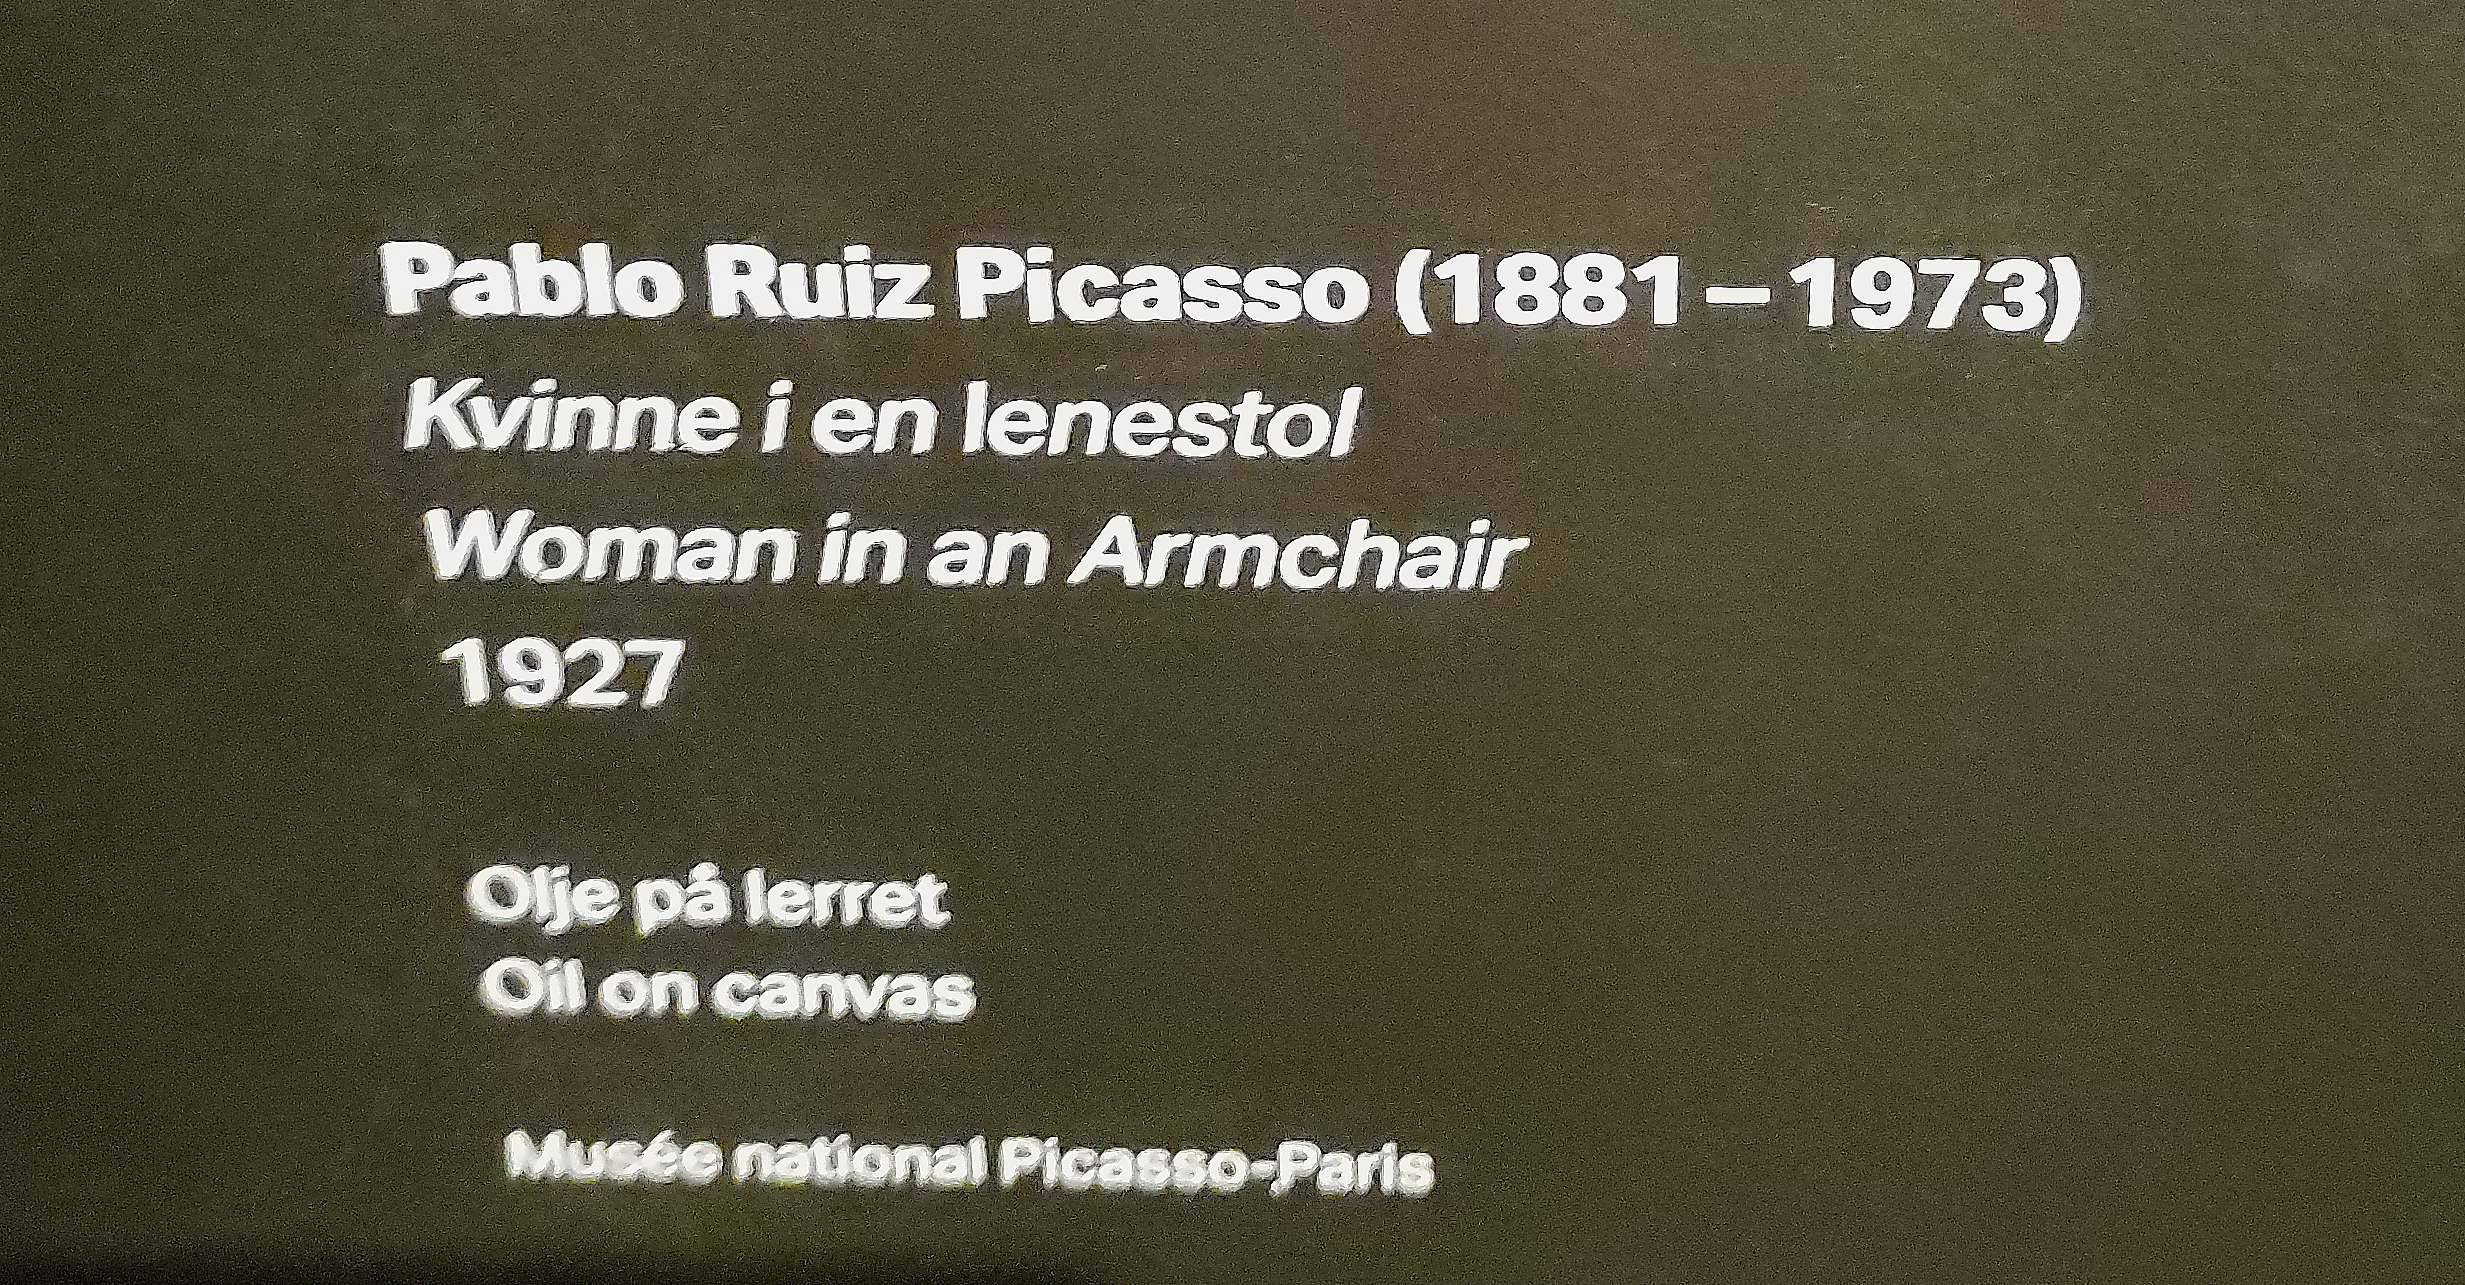 Pablo Ruiz Picasso (1881–1973)
Kvinne i en lenestol
Woman in an Armchair
1927
Olje på lerret
Oil on canvas
Musée national Picasso-Paris